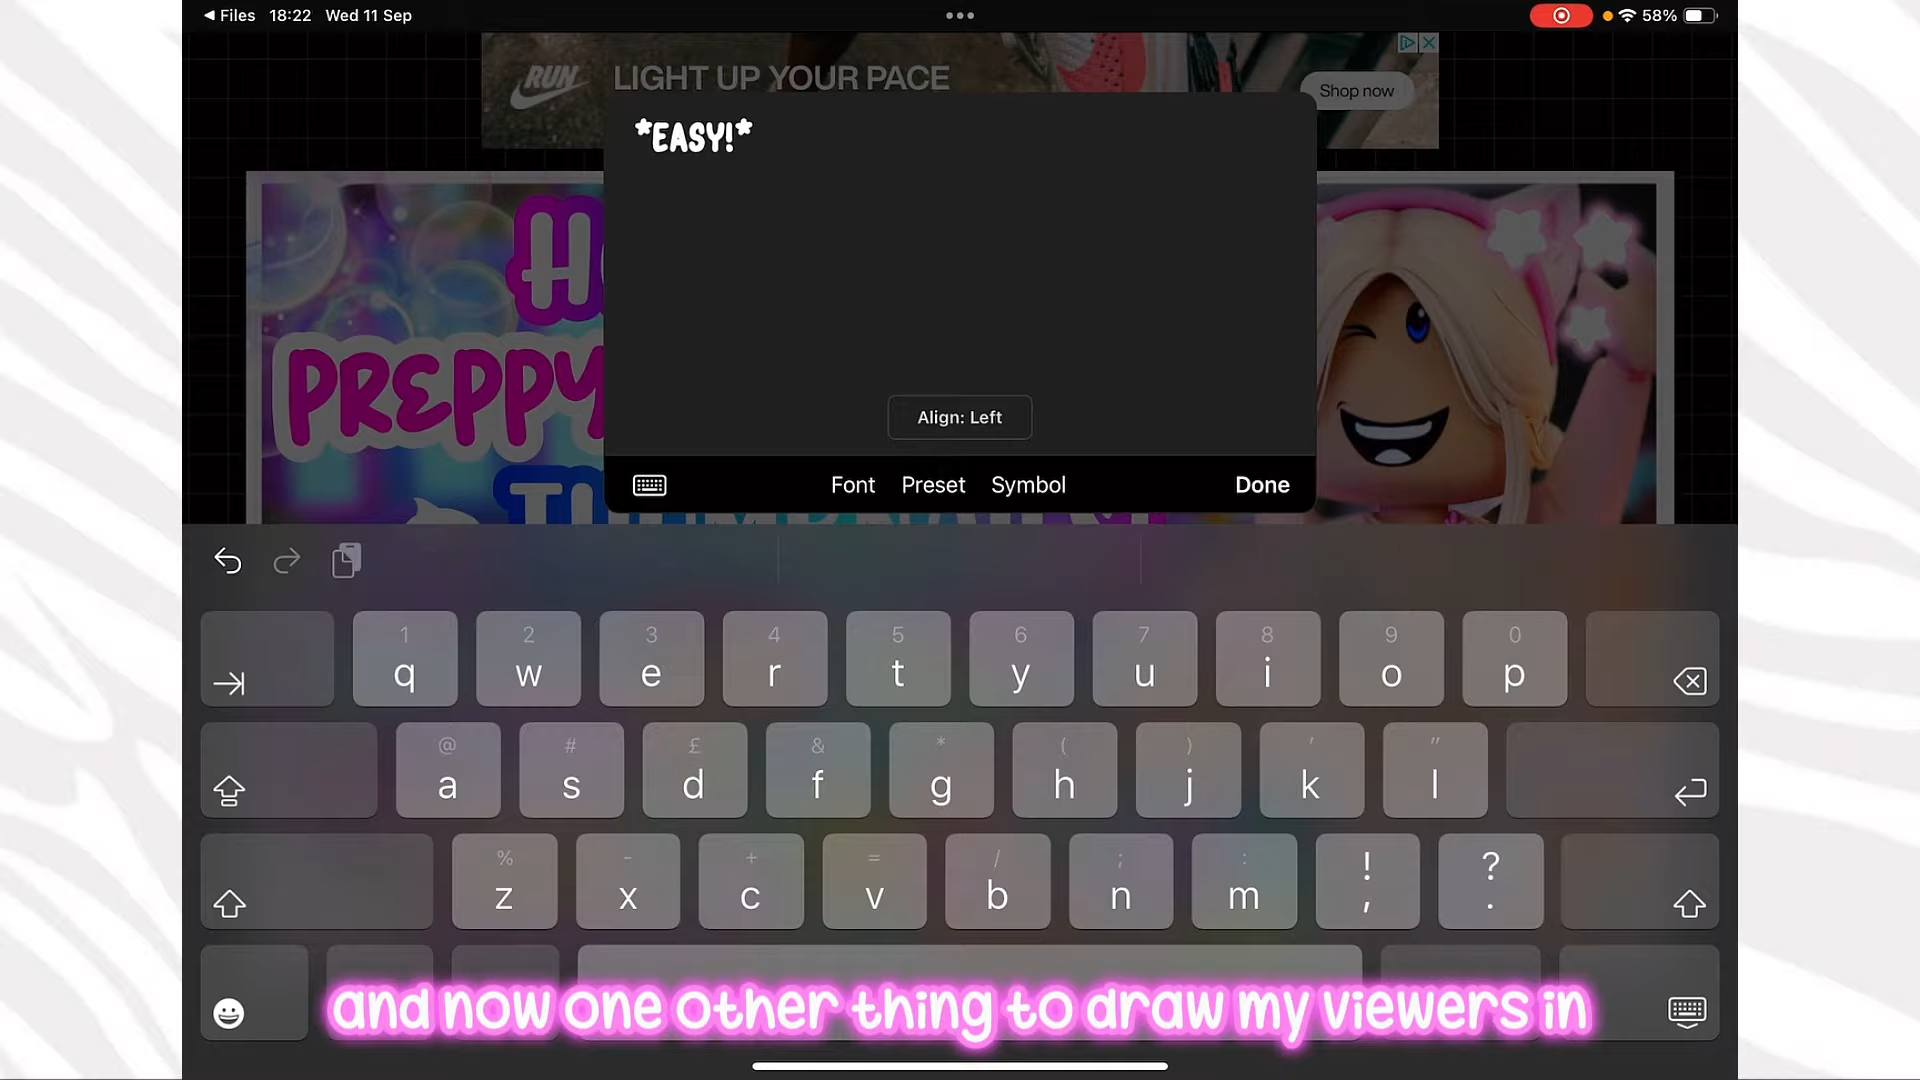 Files 18:22 Wed 11 Sep
58%
RUN LIGHT UP YOUR PACE
Shop now
*EASY!*
H
PREPPY
Align: Left
Font Preset Symbol Done
1 2 3 4 5 6 7 8 9 0
q w e r t y u i o p
@ # £ & * ( ) ' "
a s d f g h j k l
% - + = / ; : ! ?
z x c v b n m , .
and now one other thing to draw my viewers in